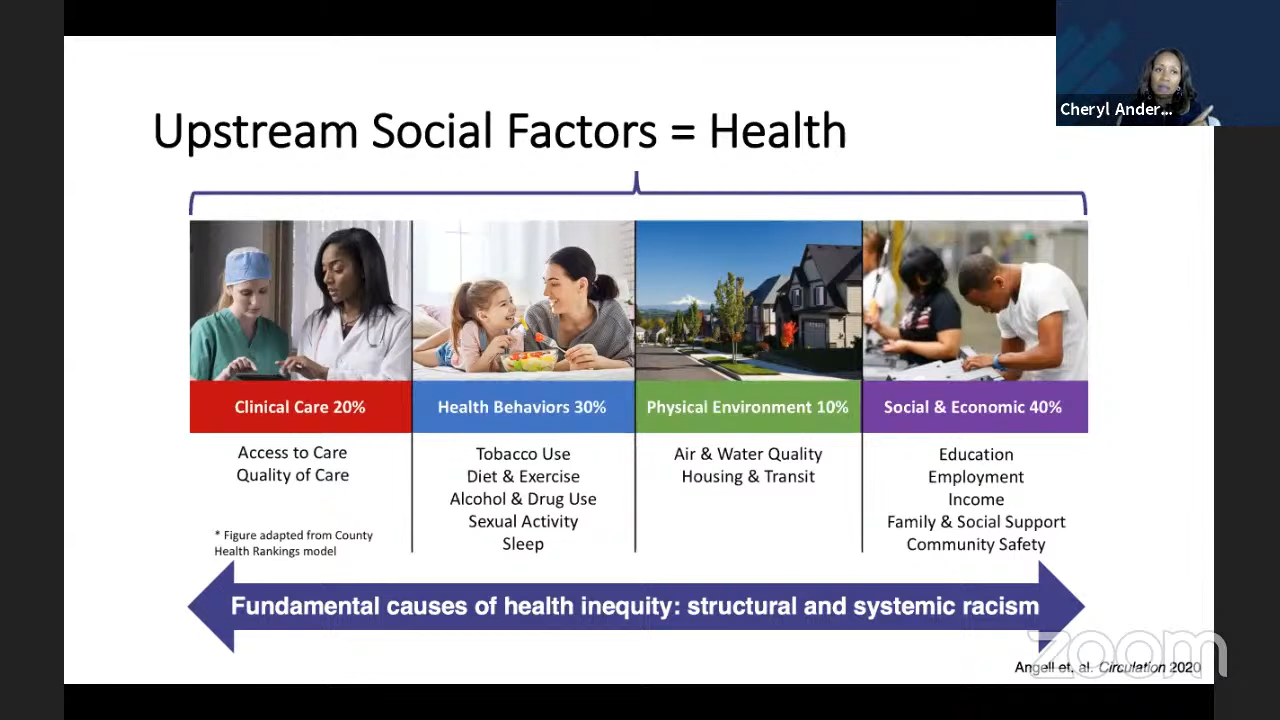 Cheryl Ander...
Upstream Social Factors = Health
Clinical Care 20%
Access to Care
Quality of Care
* Figure adapted from County
Health Rankings model
Health Behaviors 30%
Tobacco Use
Diet & Exercise
Alcohol & Drug Use
Sexual Activity
Sleep
Physical Environment 10%
Air & Water Quality
Housing & Transit
Social & Economic 40%
Education
Employment
Income
Family & Social Support
Community Safety
Fundamental causes of health inequity: structural and systemic racism
zoom
Angell et. al. Circulation 2020